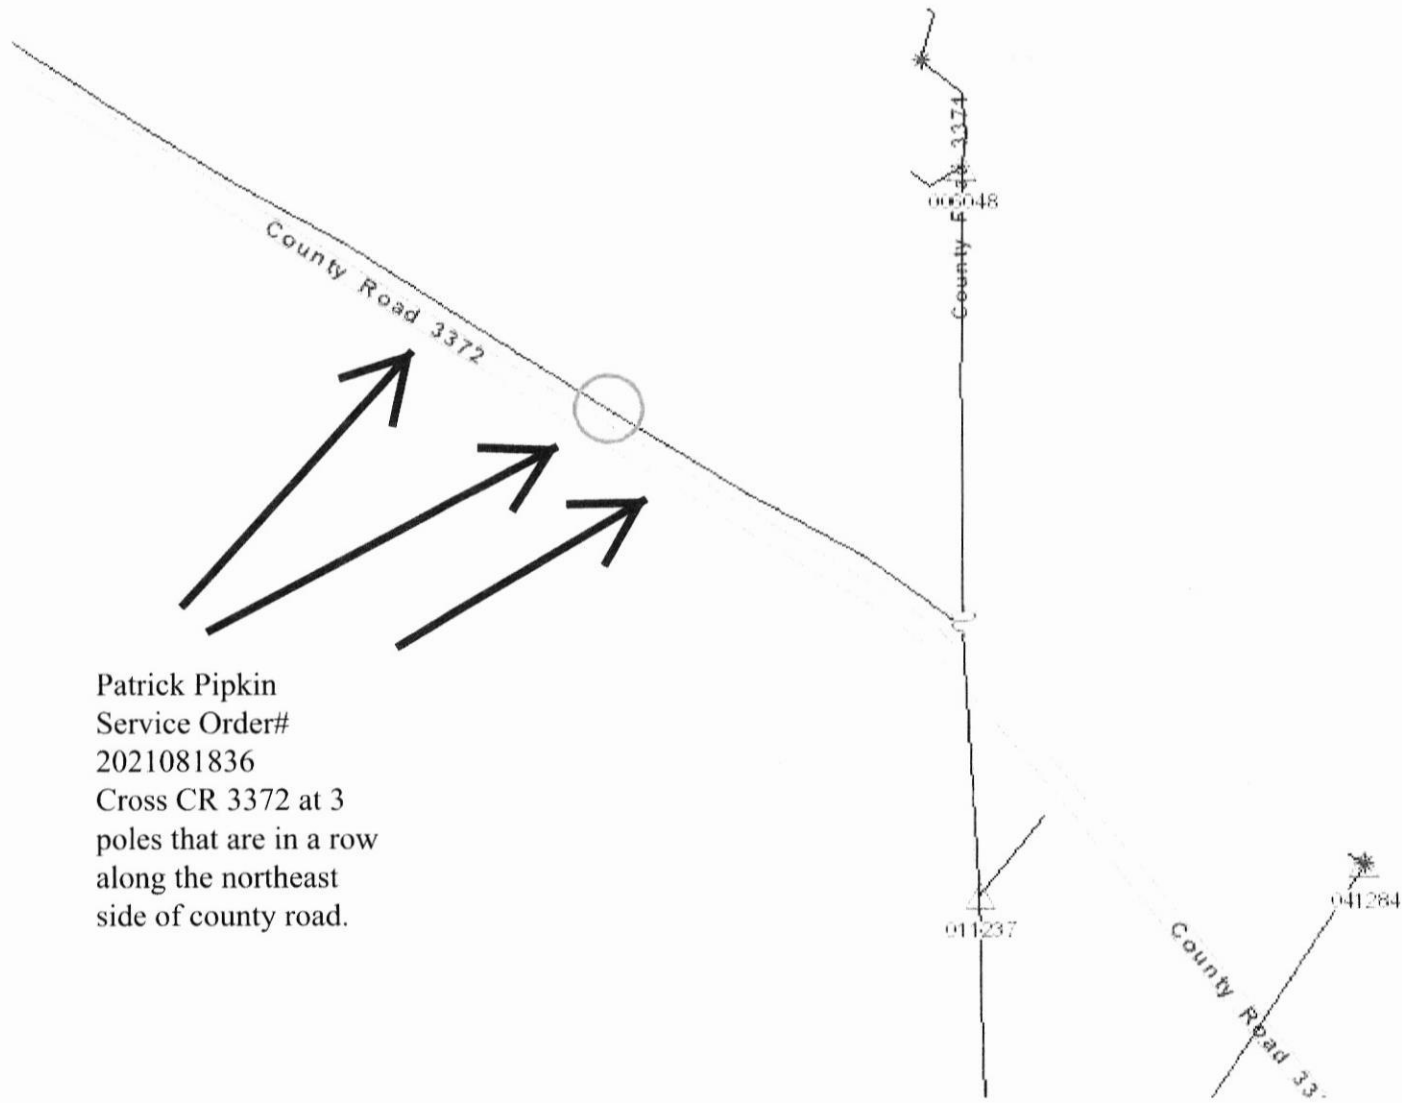 County Road 3371
006048
County Road 3372
Patrick Pipkin
Service Order#
2021081836
Cross CR 3372 at 3
poles that are in a row
along the northeast
side of county road.
011237
041284
County Road